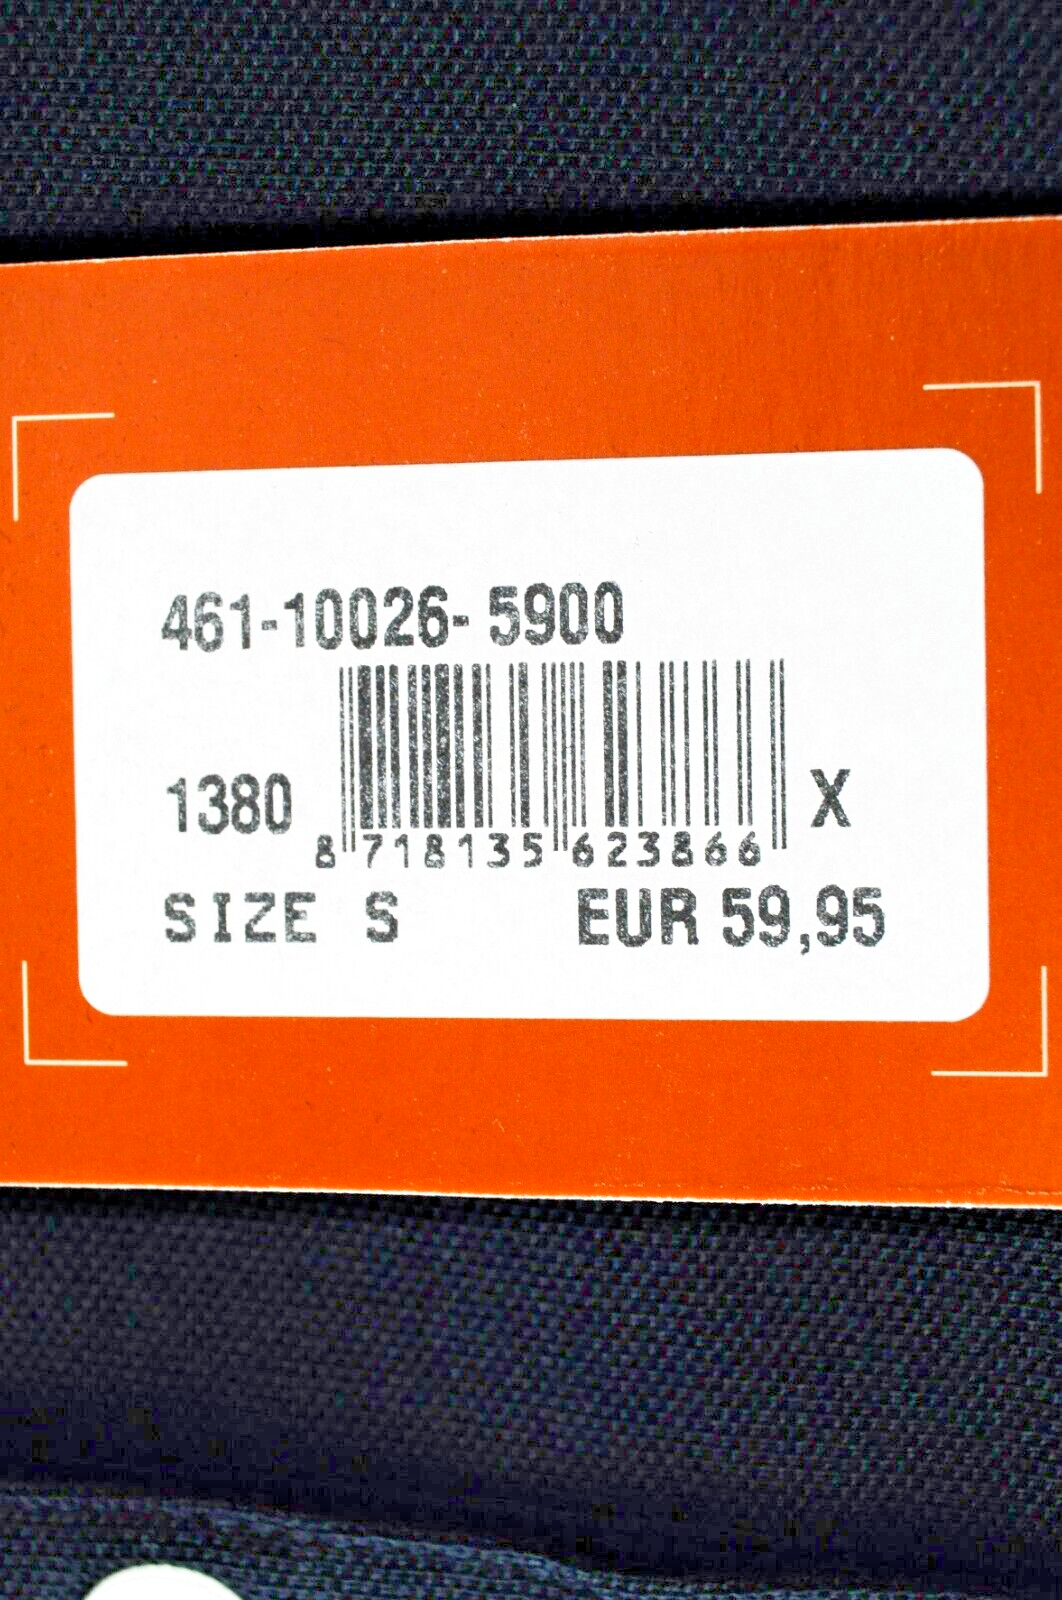 461-10026- 5900
1380 X
8 718135 623866
SIZE S EUR 59,95